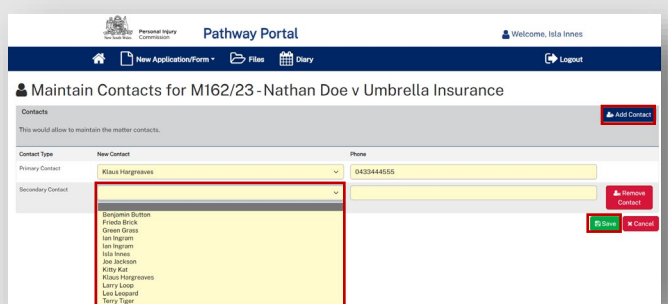 New South Wales
Personal Injury
Commission
Pathway Portal
Welcome, Isla Innes
New Application/Form
Files
Diary
Logout
Maintain Contacts for M162/23 - Nathan Doe v Umbrella Insurance
Contacts
Add Contact
This would allow to maintain the matter contacts.
Contact Type New Contact Phone
Primary Contact Klaus Hargreaves 0433444555
Secondary Contact
Remove
Contact
Benjamin Button
Frieda Brick
Green Grass
Ian Ingram
Ian Ingram
Isla Innes
Joe Jackson
Kitty Kat
Klaus Hargreaves
Larry Loop
Leo Leopard
Terry Tiger
Save
Cancel